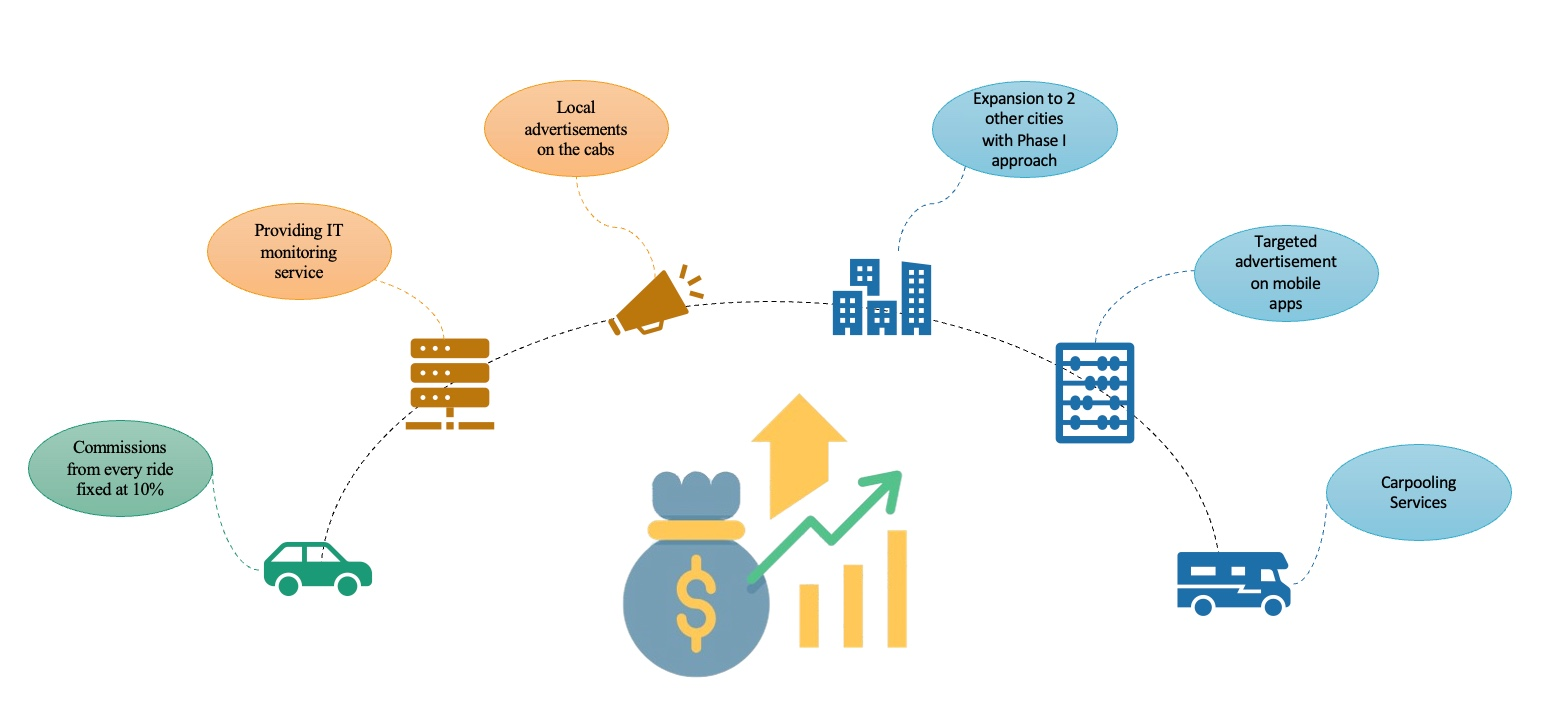 Commissions
from every ride
fixed at 10%
Providing IT
monitoring
service
Local
advertisements
on the cabs
Expansion to 2
other cities
with Phase I
approach
Targeted
advertisement
on mobile
apps
Carpooling
Services
$